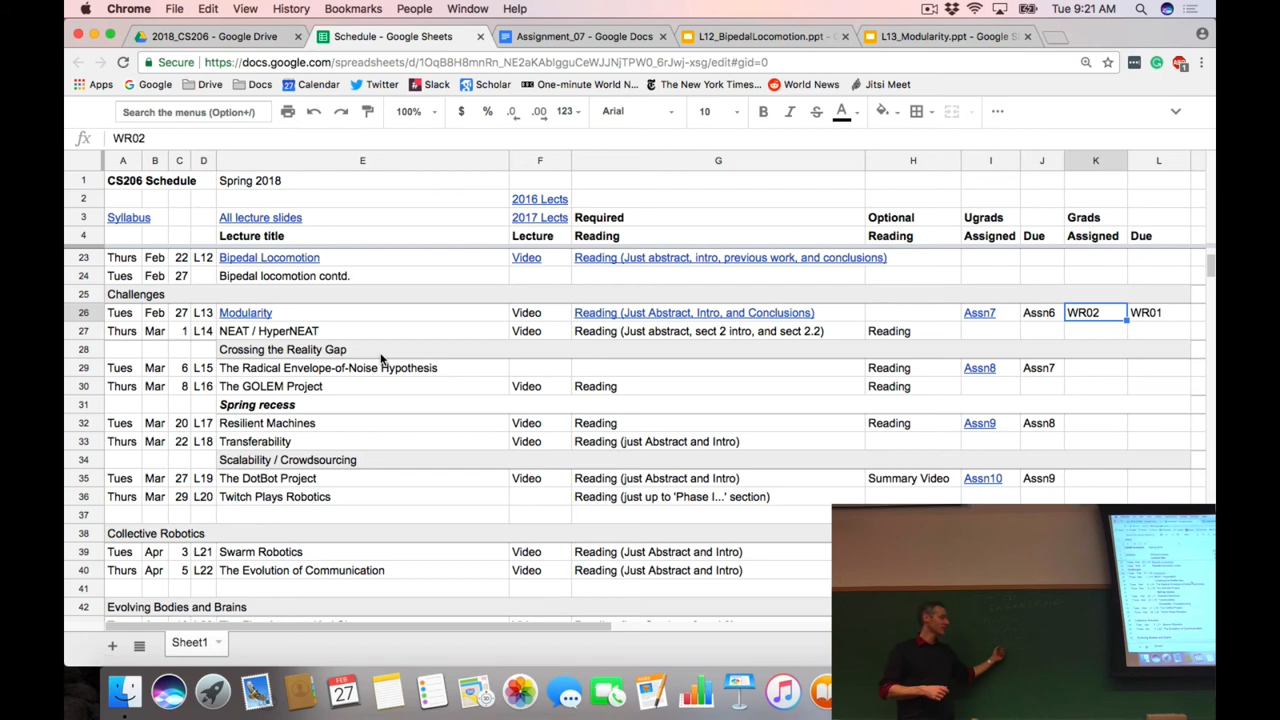 Chrome File Edit View History Bookmarks People Window Help Tue 9:21 AM
2018_CS206 - Google Drive Schedule - Google Sheets Assignment_07 - Google Docs L12_BipedalLocomotion.ppt - G L13_Modularity.ppt - Google Sl
Secure https://docs.google.com/spreadsheets/d/1OqB8H8mnRn_NE2aKAblgguCeWJJNjTPW0_6rJwj-xsg/edit#gid=0
Apps Google Drive Docs Calendar Twitter Slack Scholar One-minute World N... The New York Times... World News Jitsi Meet
Search the menus (Option+/) 100% $ % .0 .00 123 Arial 10 B I S A
fx WR02
A B C D E F G H I J K L
1 CS206 Schedule Spring 2018
2 2016 Lects
3 Syllabus All lecture slides 2017 Lects Required Optional Ugrads Grads
4 Lecture title Lecture Reading Reading Assigned Due Assigned Due
23 Thurs Feb 22 L12 Bipedal Locomotion Video Reading (Just abstract, intro, previous work, and conclusions)
24 Tues Feb 27 Bipedal locomotion contd.
25 Challenges
26 Tues Feb 27 L13 Modularity Video Reading (Just Abstract, Intro, and Conclusions) Assn7 Assn6 WR02 WR01
27 Thurs Mar 1 L14 NEAT / HyperNEAT Video Reading (Just abstract, sect 2 intro, and sect 2.2) Reading
28 Crossing the Reality Gap
29 Tues Mar 6 L15 The Radical Envelope-of-Noise Hypothesis Reading Assn8 Assn7
30 Thurs Mar 8 L16 The GOLEM Project Video Reading Reading
31 Spring recess
32 Tues Mar 20 L17 Resilient Machines Video Reading Reading Assn9 Assn8
33 Thurs Mar 22 L18 Transferability Video Reading (just Abstract and Intro)
34 Scalability / Crowdsourcing
35 Tues Mar 27 L19 The DotBot Project Video Reading (just Abstract and Intro) Summary Video Assn10 Assn9
36 Thurs Mar 29 L20 Twitch Plays Robotics Reading (just up to 'Phase I...' section)
37
38 Collective Robotics
39 Tues Apr 3 L21 Swarm Robotics Video Reading (Just Abstract and Intro)
40 Thurs Apr 5 L22 The Evolution of Communication Video Reading (Just Abstract and Intro)
41
42 Evolving Bodies and Brains
Sheet1
FEB
27